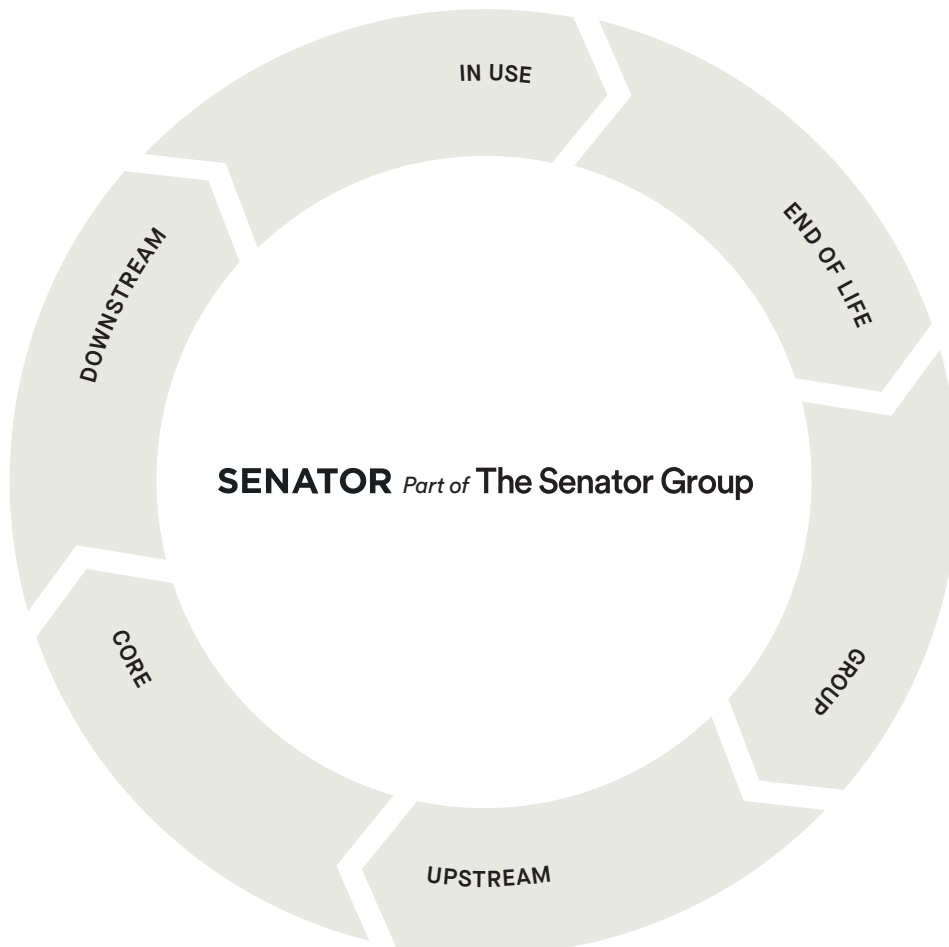 IN USE
END OF LIFE
GROUP
UPSTREAM
CORE
DOWNSTREAM
SENATOR Part of The Senator Group